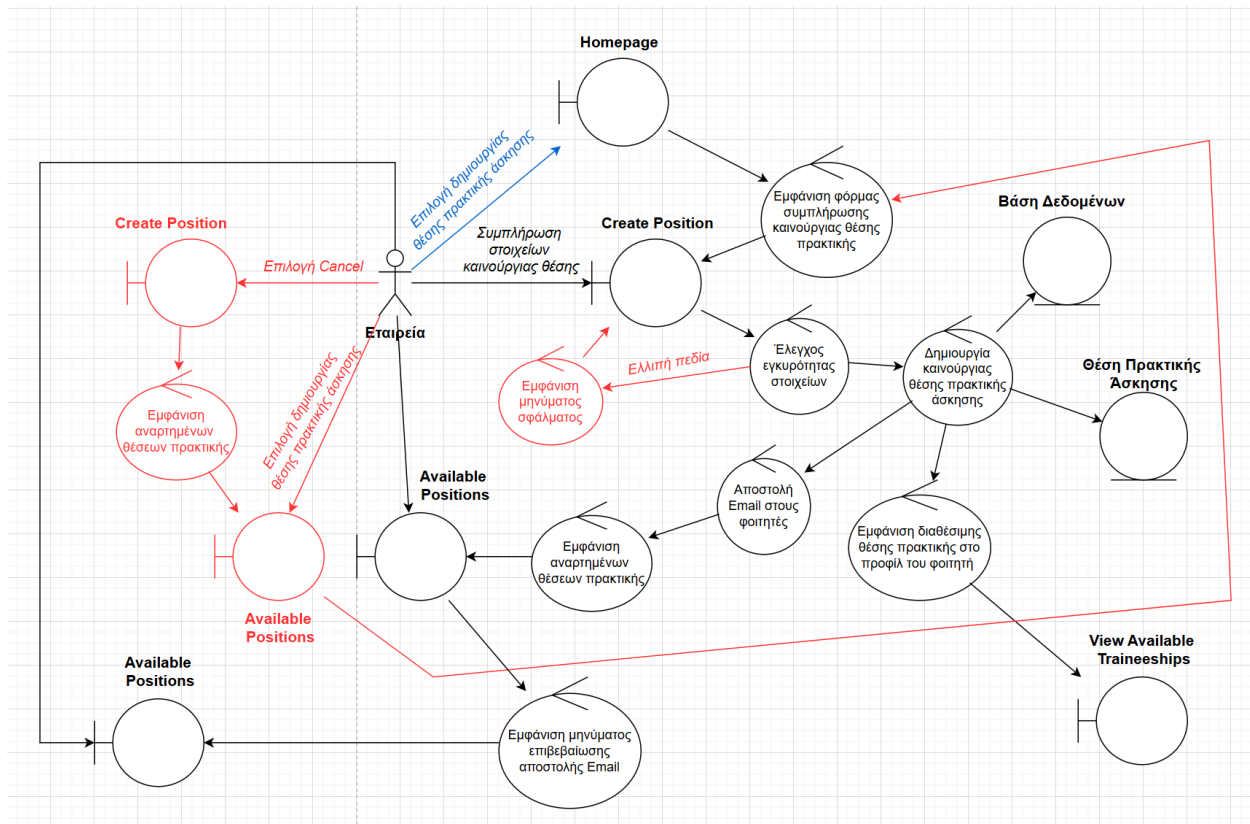 Homepage
Επιλογή δημιουργίας
θέσης πρακτικής άσκησης
Εμφάνιση φόρμας
συμπλήρωσης
καινούργιας θέσης
πρακτικής
Βάση Δεδομένων
Create Position
Συμπλήρωση
στοιχείων
καινούργιας θέσης
Create Position
Επιλογή Cancel
Εταιρεία
Έλεγχος
εγκυρότητας
στοιχείων
Δημιουργία
καινούργιας
θέσης πρακτικής
άσκησης
Θέση Πρακτικής
Άσκησης
Ελλιπή πεδία
Εμφάνιση
μηνύματος
σφάλματος
Εμφάνιση
αναρτημένων
θέσεων πρακτικής
Επιλογή δημιουργίας
θέσης πρακτικής άσκησης
Available
Positions
Αποστολή
Email στους
φοιτητές
Εμφάνιση
αναρτημένων
θέσεων πρακτικής
Εμφάνιση διαθέσιμης
θέσης πρακτικής στο
προφίλ του φοιτητή
Available
Positions
View Available
Traineeships
Available
Positions
Εμφάνιση μηνύματος
επιβεβαίωσης
αποστολής Email